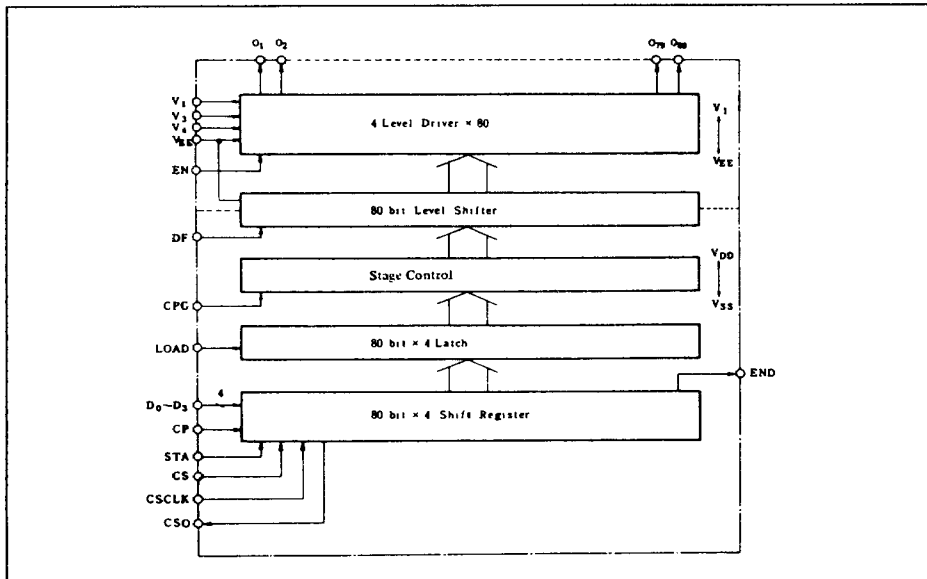 O₁ O₂ O₇₉ O₈₀
V₁
V₃
V₄
VEE
EN
4 Level Driver × 80
V₁
VEE
80 bit Level Shifter
DF
Stage Control
VDD
VSS
CPG
80 bit × 4 Latch
LOAD
END
D₀~D₃
4
80 bit × 4 Shift Register
CP
STA
CS
CSCLK
CSO